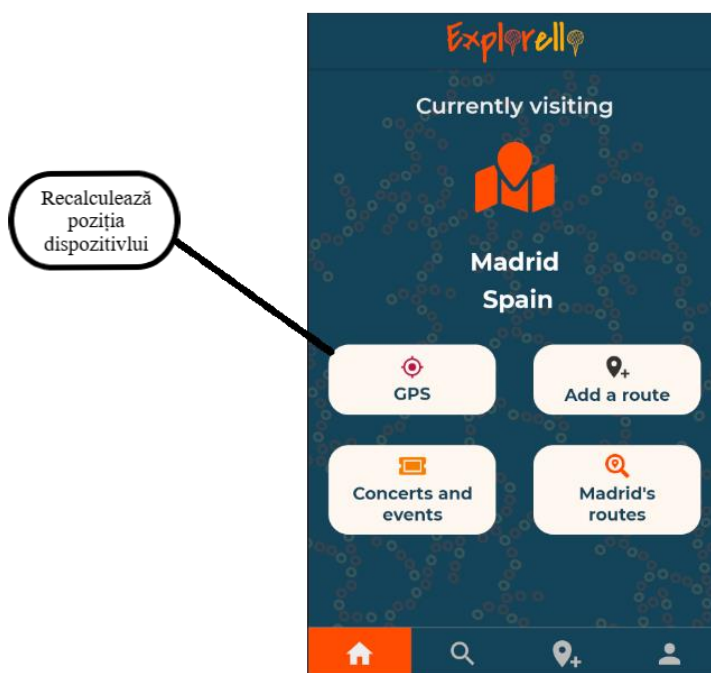 Explorello
Currently visiting
Recalculează
poziția
dispozitivlui
Madrid
Spain
GPS
Add a route
Concerts and
events
Madrid's
routes